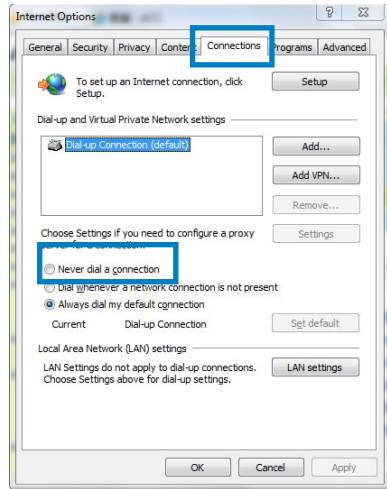 Internet Options
General Security Privacy Content Connections Programs Advanced
To set up an Internet connection, click
Setup.
Setup
Dial-up and Virtual Private Network settings
Dial-up Connection (default)
Add...
Add VPN...
Remove...
Choose Settings if you need to configure a proxy
server for a connection.
Settings
Never dial a connection
Dial whenever a network connection is not present
Always dial my default connection
Current Dial-up Connection
Set default
Local Area Network (LAN) settings
LAN Settings do not apply to dial-up connections.
Choose Settings above for dial-up settings.
LAN settings
OK Cancel Apply